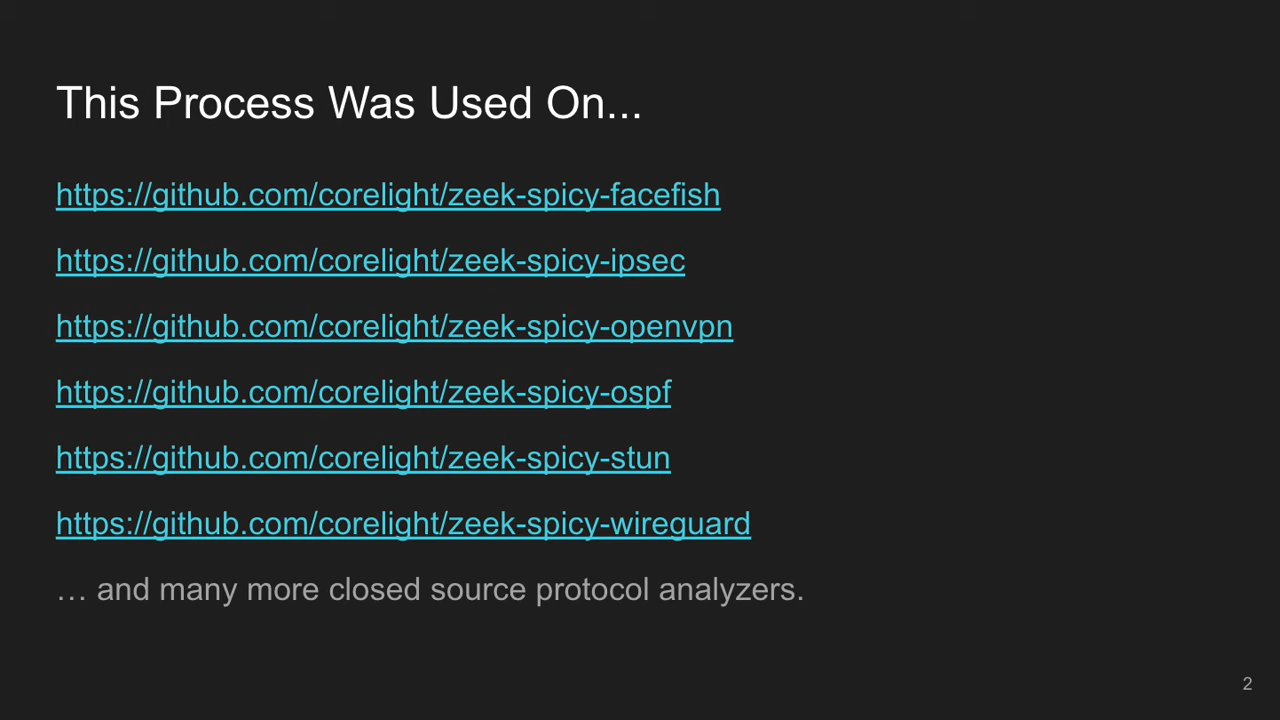 This Process Was Used On...
https://github.com/corelight/zeek-spicy-facefish
https://github.com/corelight/zeek-spicy-ipsec
https://github.com/corelight/zeek-spicy-openvpn
https://github.com/corelight/zeek-spicy-ospf
https://github.com/corelight/zeek-spicy-stun
https://github.com/corelight/zeek-spicy-wireguard
… and many more closed source protocol analyzers.
2